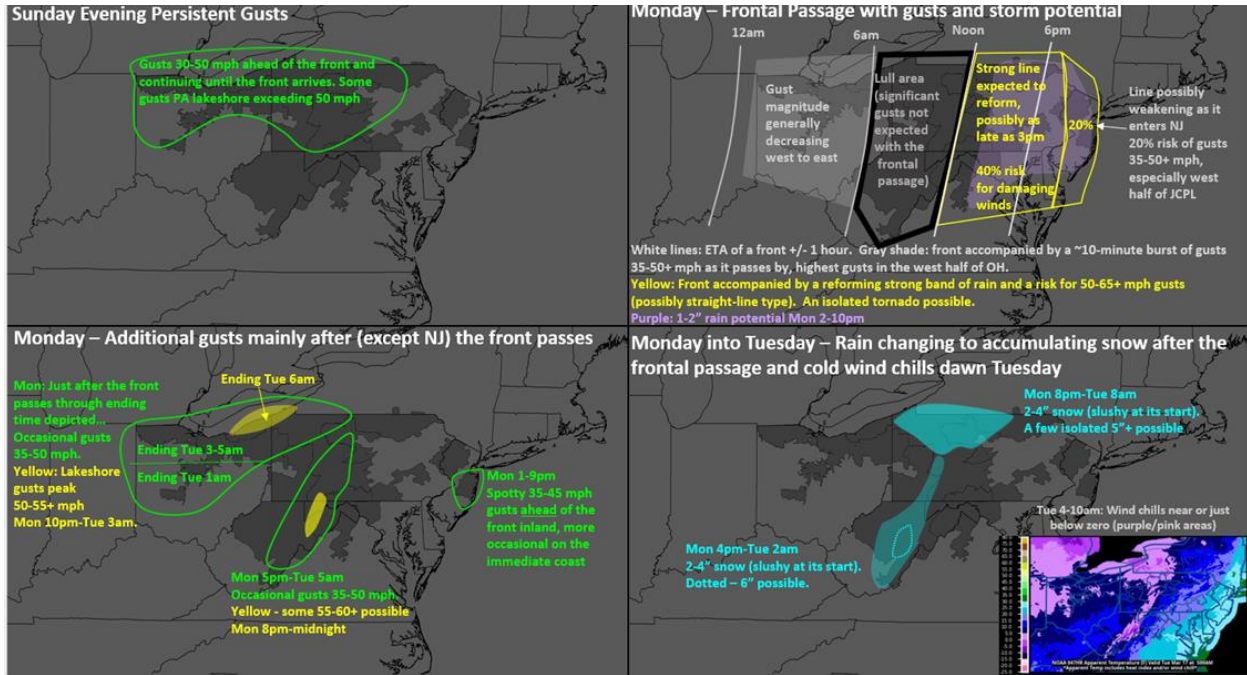 Sunday Evening Persistent Gusts
Gusts 30-50 mph ahead of the front and
continuing until the front arrives. Some
gusts PA lakeshore exceeding 50 mph
Monday – Frontal Passage with gusts and storm potential
12am
6am
Noon
6pm
Gust
magnitude
generally
decreasing
west to east
Lull area
(significant
gusts not
expected
with the
frontal
passage)
Strong line
expected to
reform,
possibly as
late as 3pm
40% risk
for damaging
winds
20%
Line possibly
weakening as it
enters NJ
20% risk of gusts
35-50+ mph,
especially west
half of JCPL
White lines: ETA of a front +/- 1 hour. Gray shade: front accompanied by a ~10-minute burst of gusts
35-50+ mph as it passes by, highest gusts in the west half of OH.
Yellow: Front accompanied by a reforming strong band of rain and a risk for 50-65+ mph gusts
(possibly straight-line type). An isolated tornado possible.
Purple: 1-2" rain potential Mon 2-10pm
Monday – Additional gusts mainly after (except NJ) the front passes
Ending Tue 6am
Mon: Just after the front
passes through ending
time depicted...
Occasional gusts
35-50 mph.
Yellow: Lakeshore
gusts peak
50-55+ mph
Mon 10pm-Tue 3am.
Ending Tue 3-5am
Ending Tue 1am
Mon 1-9pm
Spotty 35-45 mph
gusts ahead of the
front inland, more
occasional on the
immediate coast
Mon 5pm-Tue 5am
Occasional gusts 35-50 mph.
Yellow - some 55-60+ possible
Mon 8pm-midnight
Monday into Tuesday – Rain changing to accumulating snow after the
frontal passage and cold wind chills dawn Tuesday
Mon 8pm-Tue 8am
2-4" snow (slushy at its start).
A few isolated 5"+ possible
Mon 4pm-Tue 2am
2-4" snow (slushy at its start).
Dotted – 6" possible.
Tue 4-10am: Wind chills near or just
below zero (purple/pink areas)